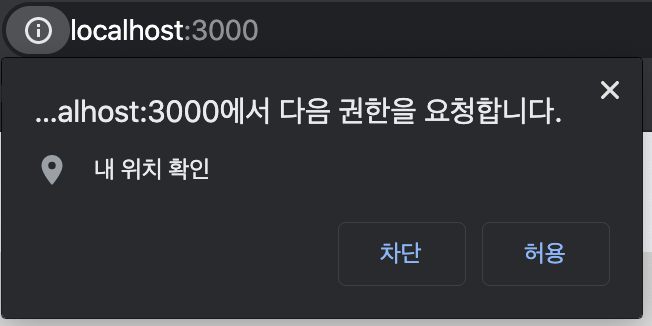 localhost:3000
...alhost:3000에서 다음 권한을 요청합니다.
내 위치 확인
차단
허용